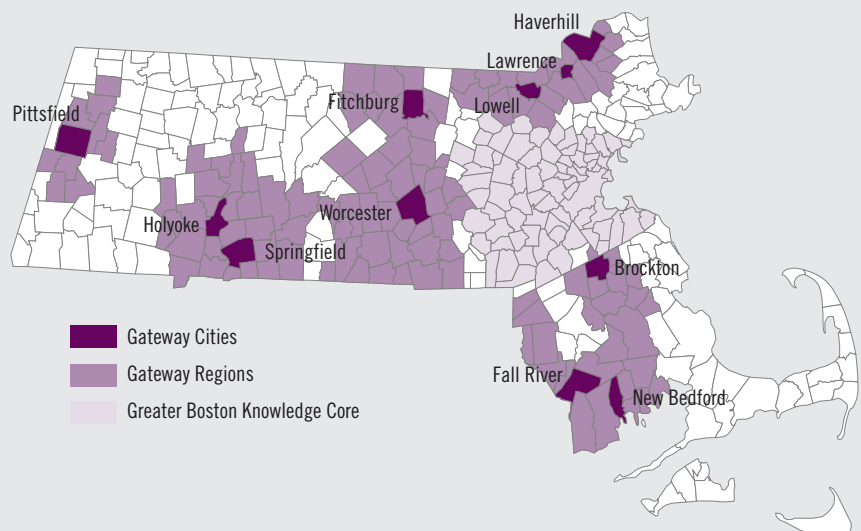 Haverhill
Lawrence
Pittsfield
Fitchburg
Lowell
Holyoke
Worcester
Springfield
Brockton
Gateway Cities
Gateway Regions
Fall River
New Bedford
Greater Boston Knowledge Core